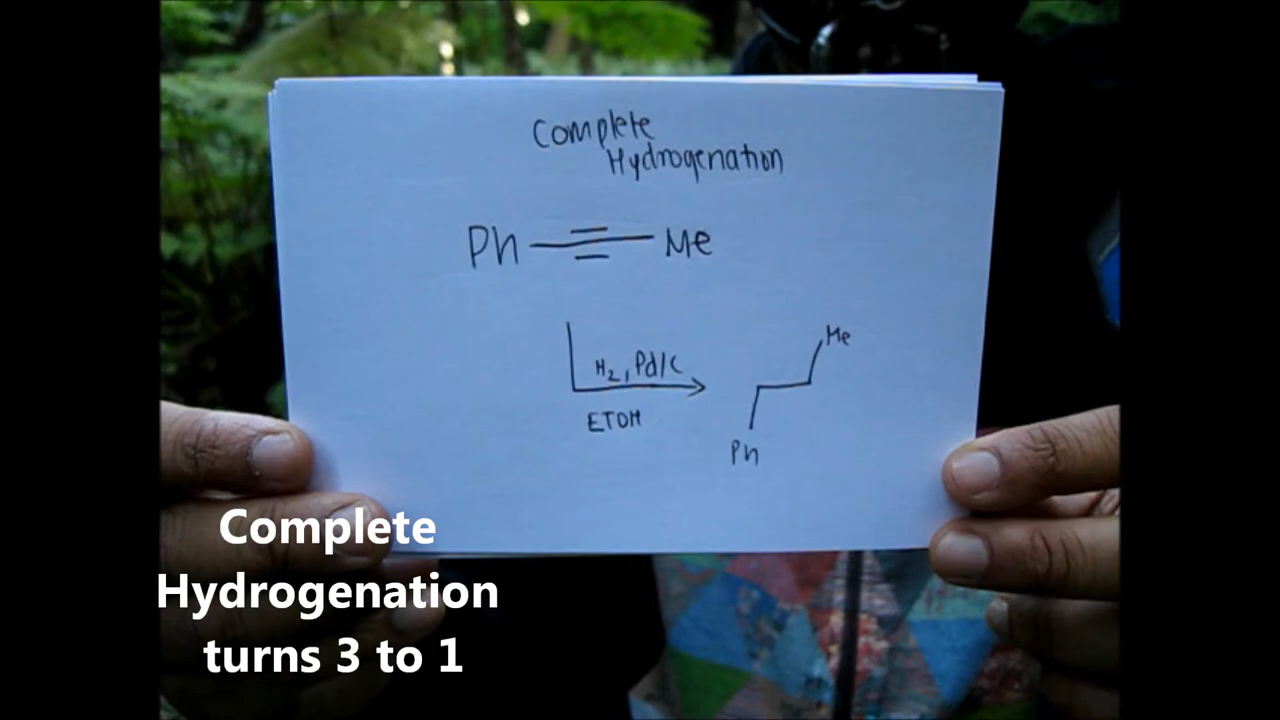 Complete
Hydrogenation
Ph Me
H2, Pd/C
ETOH
Me
Ph
Complete
Hydrogenation
turns 3 to 1